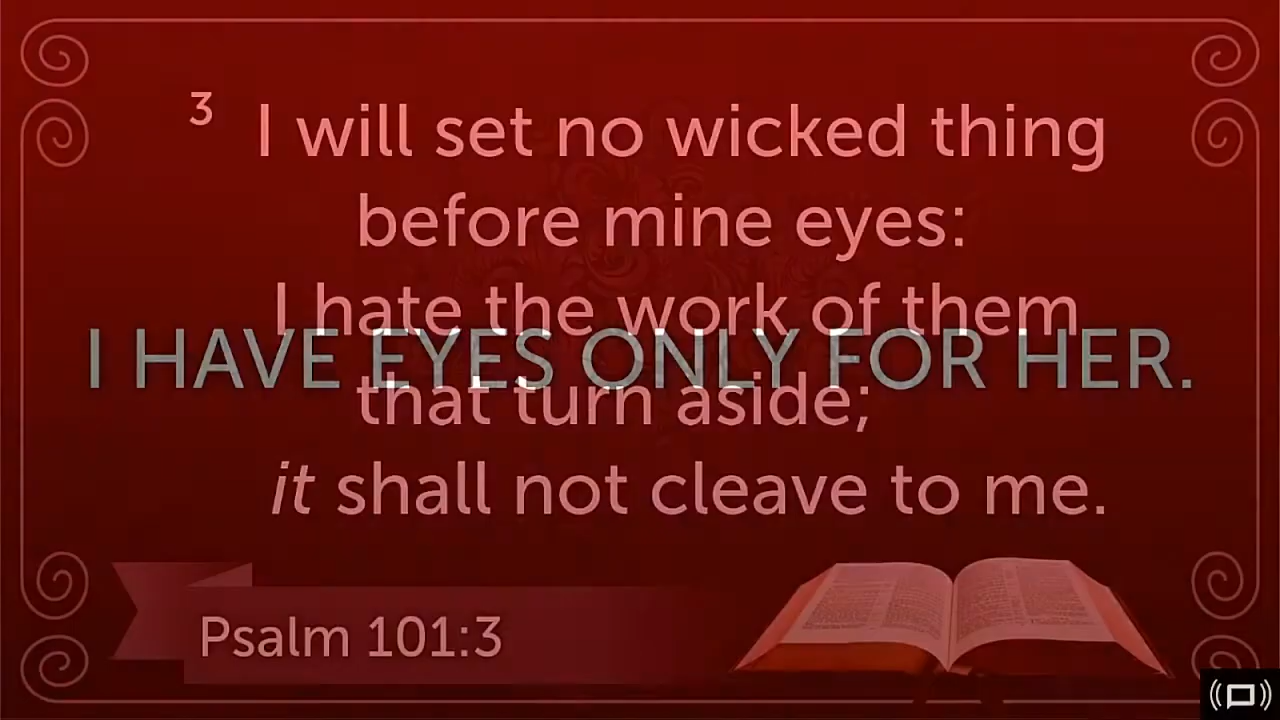 3 I will set no wicked thing
before mine eyes:
I hate the work of them
I HAVE EYES ONLY FOR HER.
that turn aside;
it shall not cleave to me.
Psalm 101:3